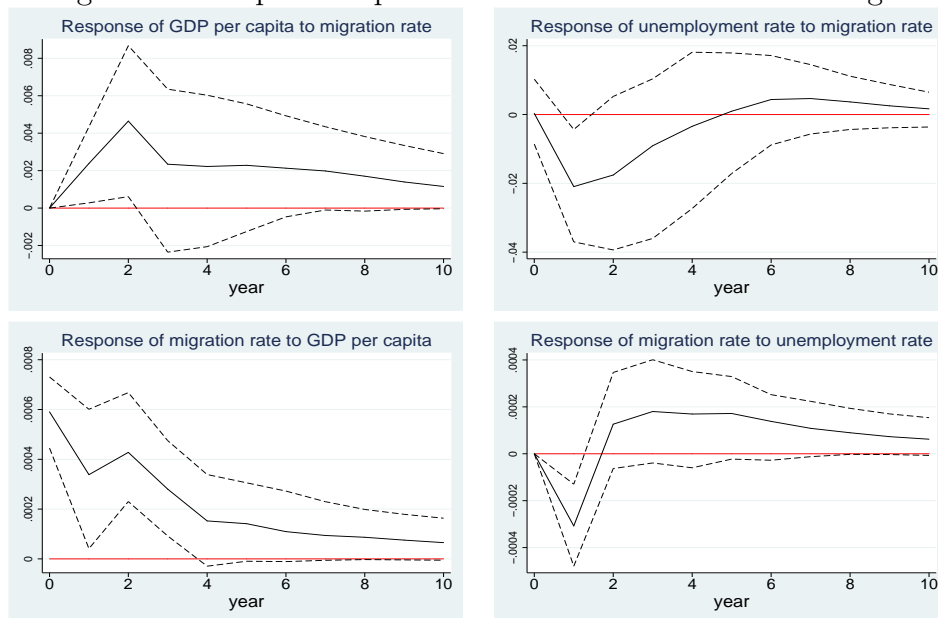 Response of GDP per capita to migration rate
.008
.006
.004
.002
0
-.002
0 2 4 6 8 10
year
Response of unemployment rate to migration rate
.02
0
-.02
-.04
0 2 4 6 8 10
year
Response of migration rate to GDP per capita
.0008
.0006
.0004
.0002
0
0 2 4 6 8 10
year
Response of migration rate to unemployment rate
.0004
.0002
0
-.0002
-.0004
0 2 4 6 8 10
year